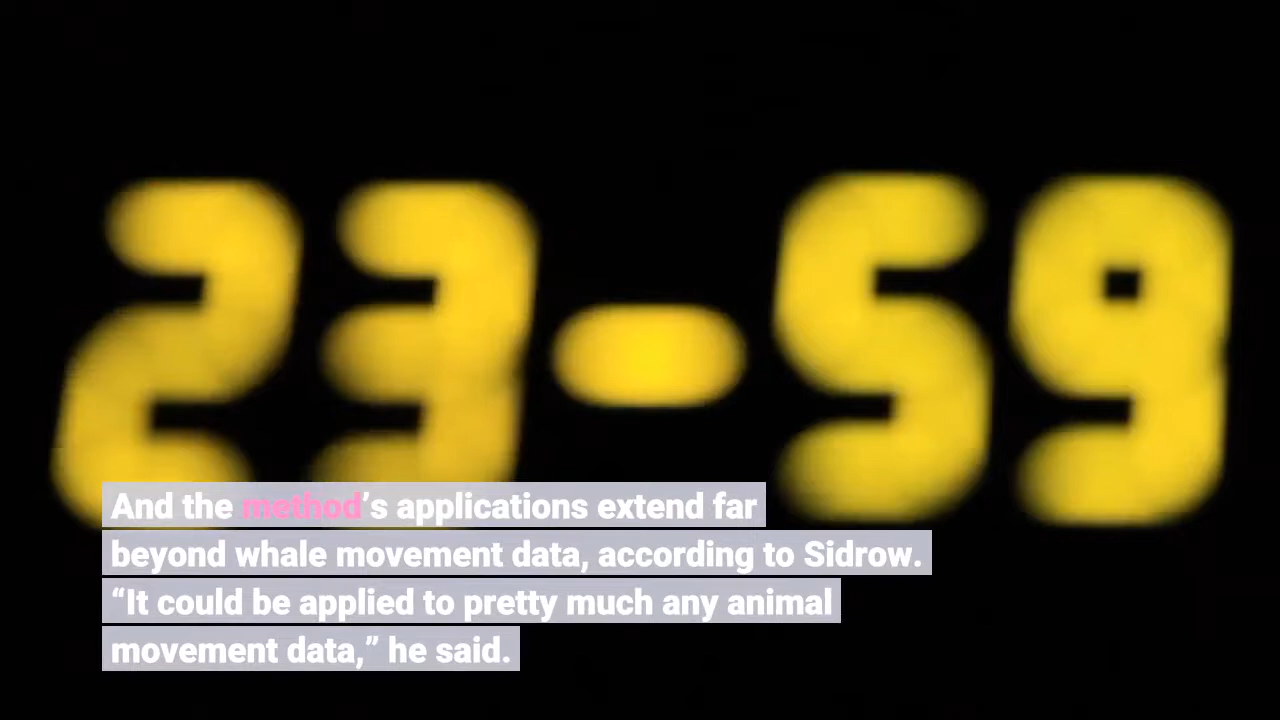 23-59
And the method’s applications extend far
beyond whale movement data, according to Sidrow.
“It could be applied to pretty much any animal
movement data,” he said.